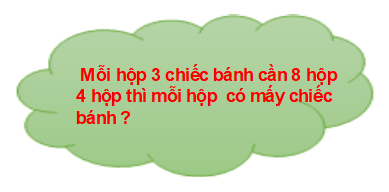 Mỗi hộp 3 chiếc bánh cần 8 hộp
4 hộp thì mỗi hộp có mấy chiếc
bánh ?